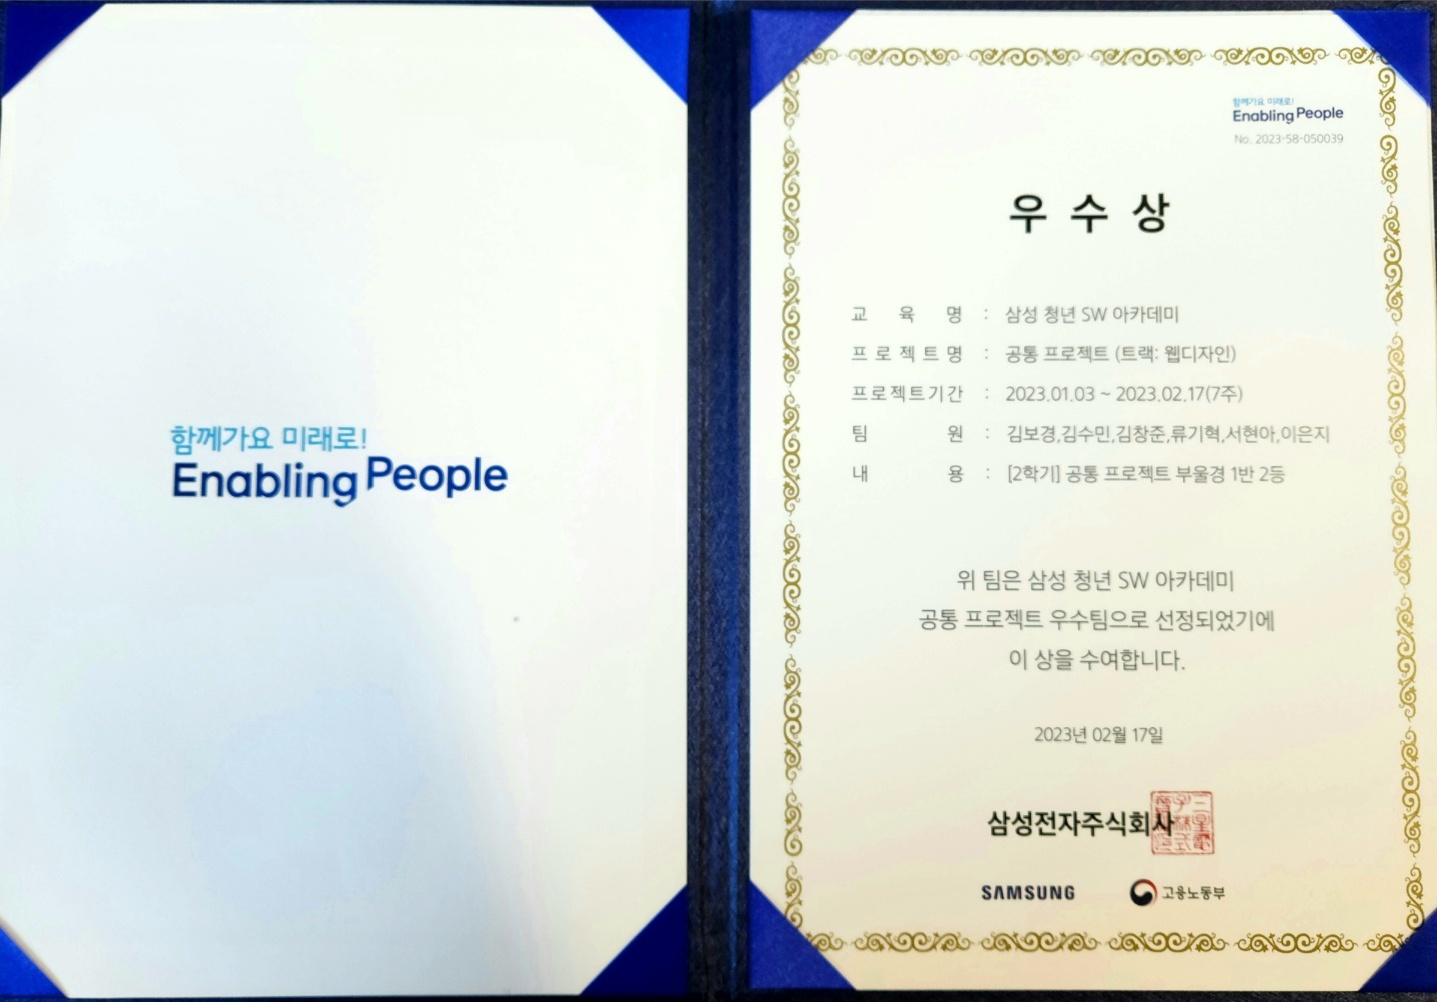 함께가요 미래로!
Enabling People
함께가요 미래로!
Enabling People
No. 2023-58-050039
우 수 상
교 육 명 : 삼성 청년 SW 아카데미
프 로 젝 트 명 : 공통 프로젝트 (트랙: 웹디자인)
프로젝트기간 : 2023.01.03 ~ 2023.02.17(7주)
팀 원 : 김보경,김수민,김창준,류기혁,서현아,이은지
내 용 : [2학기] 공통 프로젝트 부울경 1반 2등
위 팀은 삼성 청년 SW 아카데미
공통 프로젝트 우수팀으로 선정되었기에
이 상을 수여합니다.
2023년 02월 17일
삼성전자주식회사
SAMSUNG 고용노동부